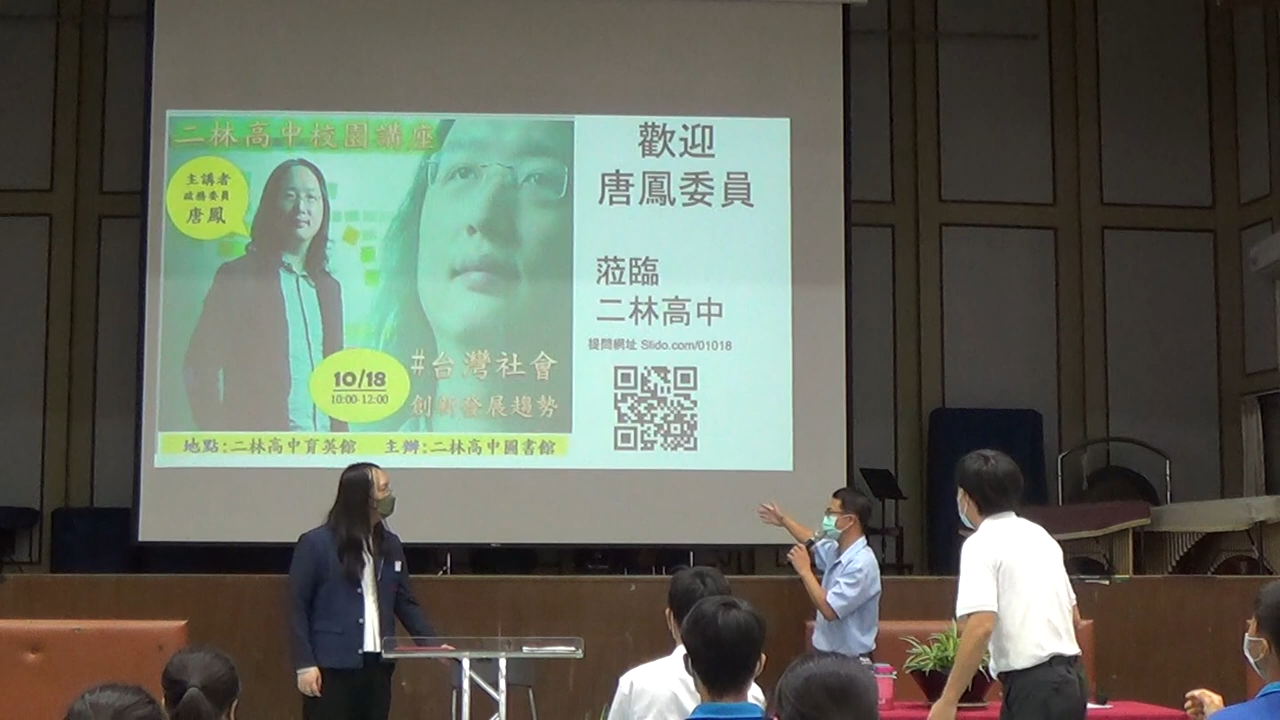 二林高中校園講座
主講者
政務委員
唐鳳
10/18
10:00-12:00
#台灣社會
創新發展趨勢
地點:二林高中育英館 主辦:二林高中圖書館
歡迎
唐鳳委員
蒞臨
二林高中
提問網址 Slido.com/01018